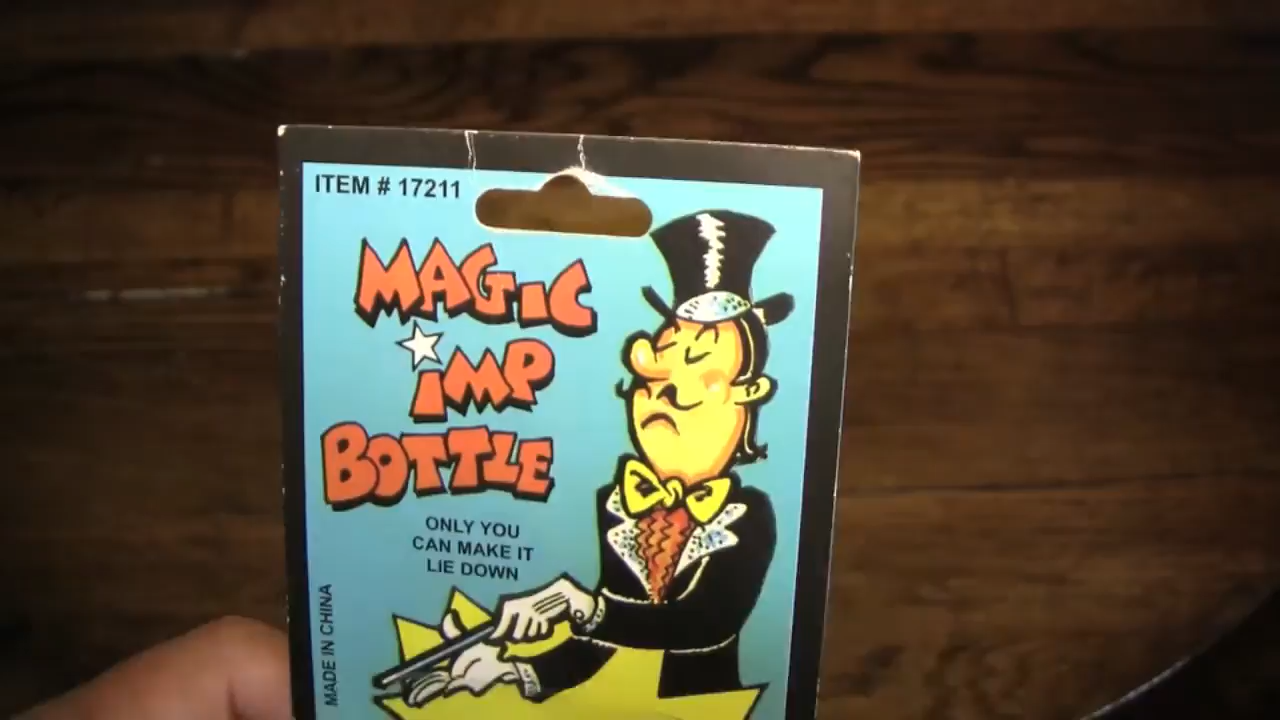 ITEM # 17211
MAGIC
iMP
BOTTLE
ONLY YOU
CAN MAKE IT
LIE DOWN
MADE IN CHINA